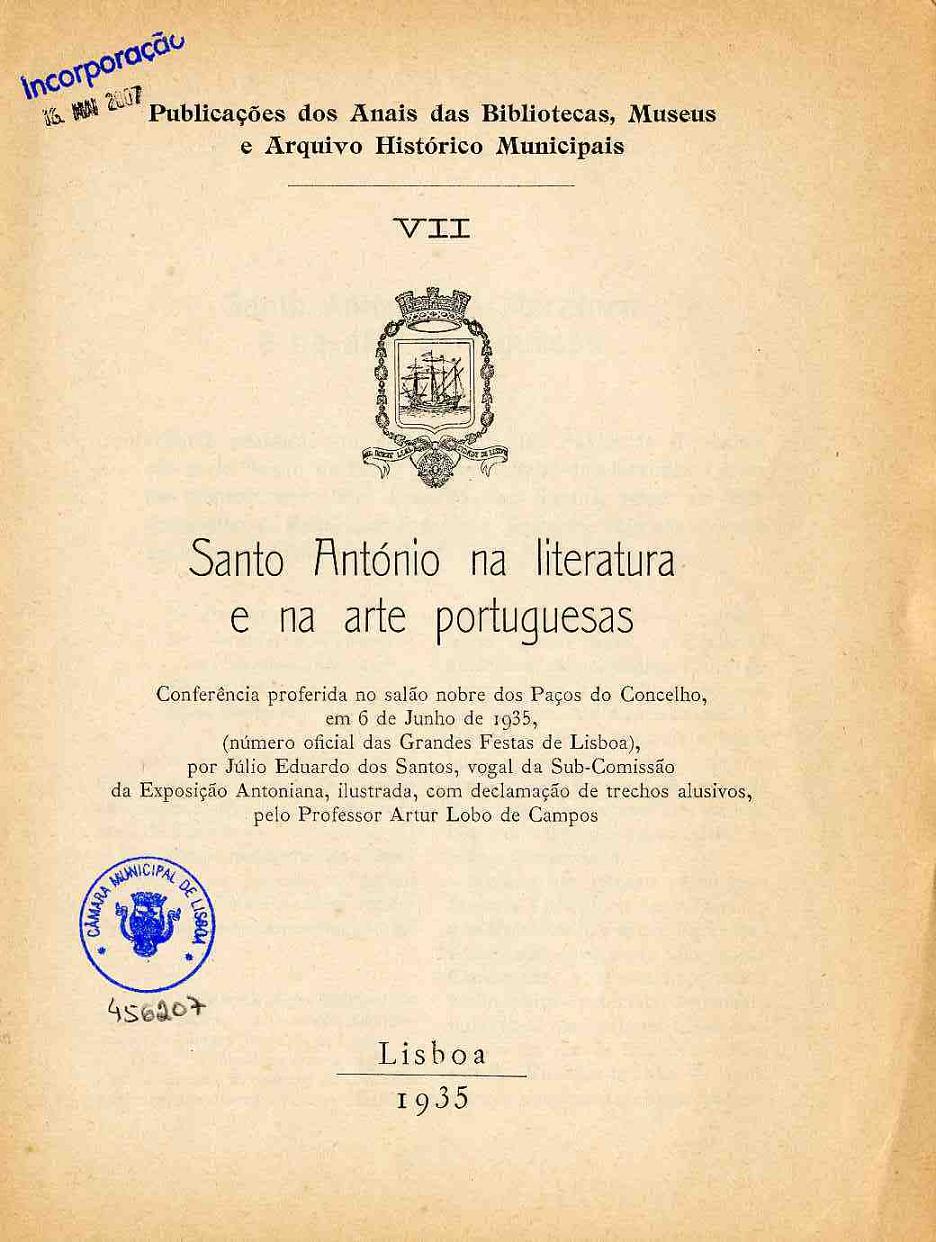 Incorporação
16. MAI 2007
Publicações dos Anais das Bibliotecas, Museus
e Arquivo Histórico Municipais
VII
Santo António na literatura
e na arte portuguesas
Conferência proferida no salão nobre dos Paços do Concelho,
em 6 de Junho de 1935,
(número oficial das Grandes Festas de Lisboa),
por Júlio Eduardo dos Santos, vogal da Sub-Comissão
da Exposição Antoniana, ilustrada, com declamação de trechos alusivos,
pelo Professor Artur Lobo de Campos
CÂMARA MUNICIPAL DE LISBOA
456207
Lisboa
1935